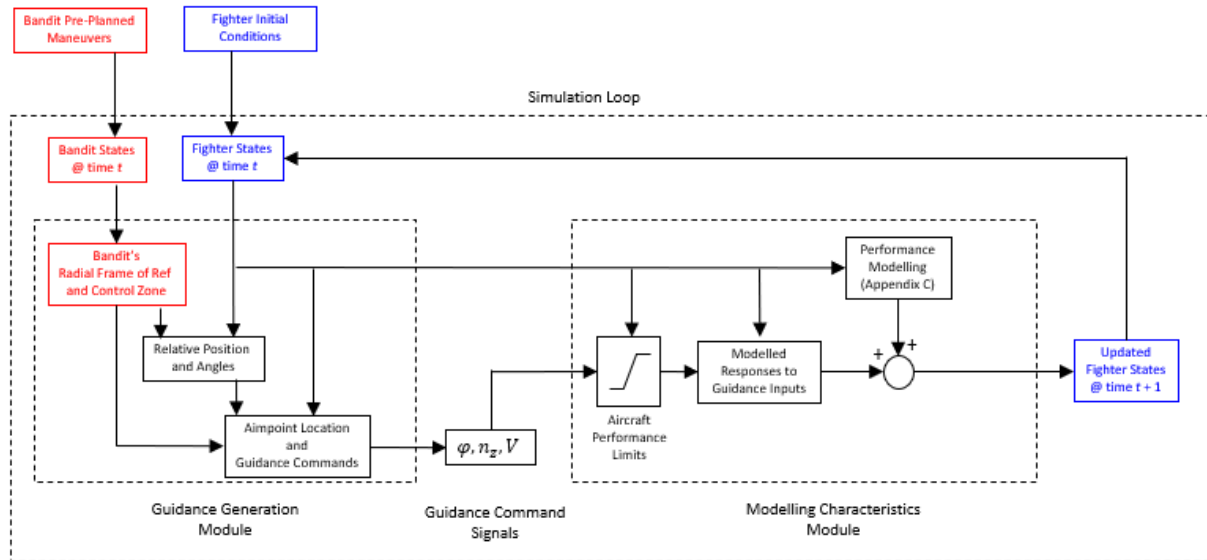 Bandit Pre-Planned
Maneuvers
Fighter Initial
Conditions
Simulation Loop
Bandit States
@ time t
Fighter States
@ time t
Bandit's
Radial Frame of Ref
and Control Zone
Performance
Modelling
(Appendix C)
Relative Position
and Angles
Modelled
Responses to
Guidance Inputs
+
+
Updated
Fighter States
@ time t + 1
Aircraft
Performance
Limits
Aimpoint Location
and
Guidance Commands
φ, n_z, V
Guidance Generation
Module
Guidance Command
Signals
Modelling Characteristics
Module